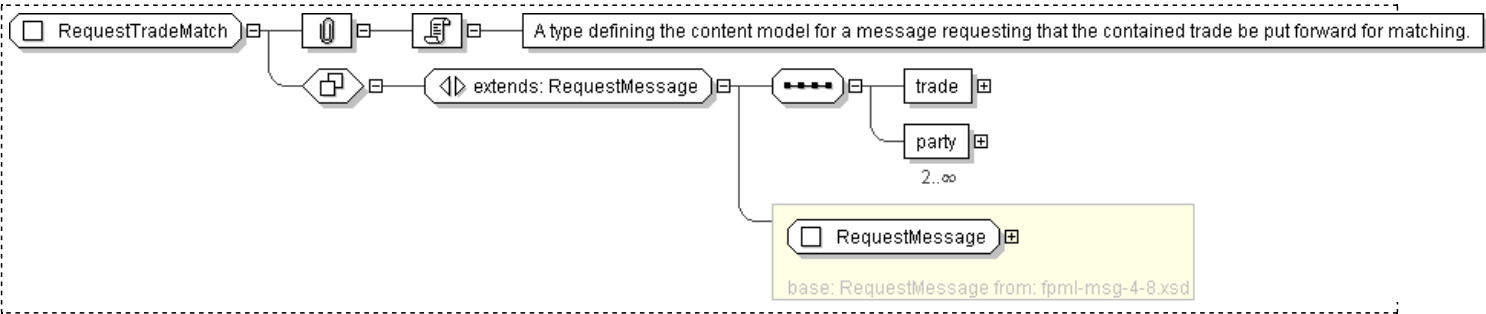 RequestTradeMatch
A type defining the content model for a message requesting that the contained trade be put forward for matching.
extends: RequestMessage
trade
party
2..∞
RequestMessage
base: RequestMessage from: fpml-msg-4-8.xsd